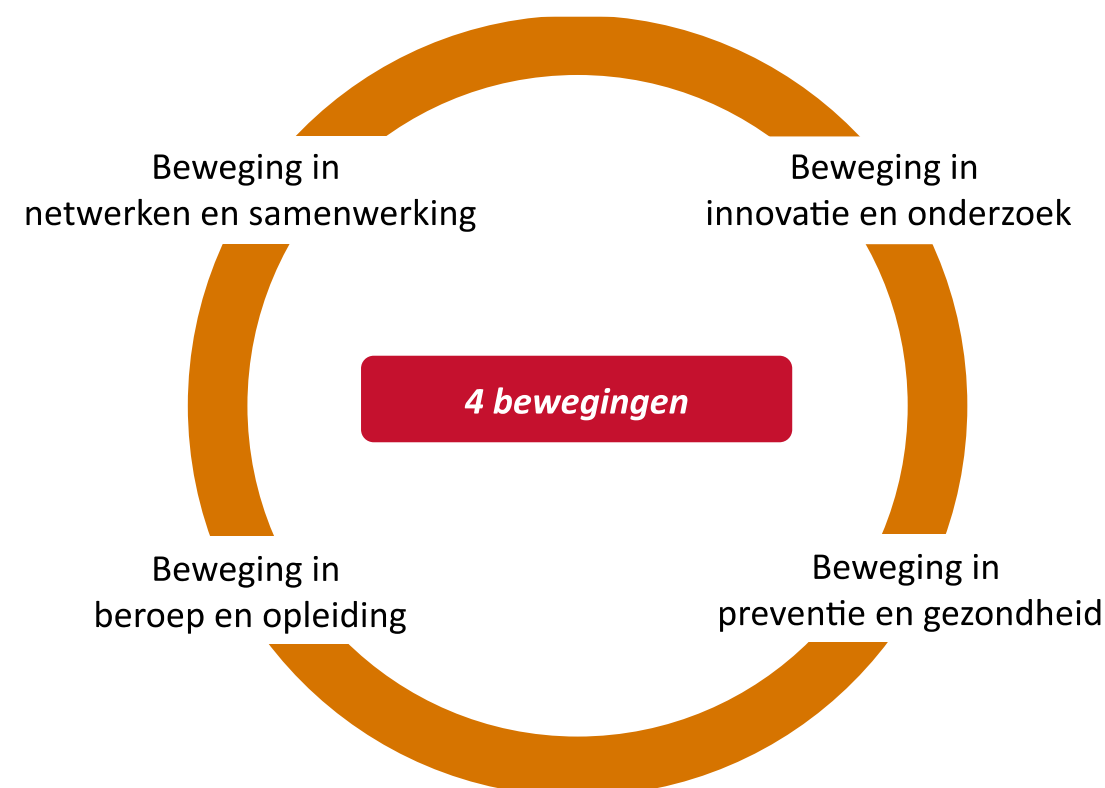 Beweging in
netwerken en samenwerking
Beweging in
innovatie en onderzoek
4 bewegingen
Beweging in
beroep en opleiding
Beweging in
preventie en gezondheid